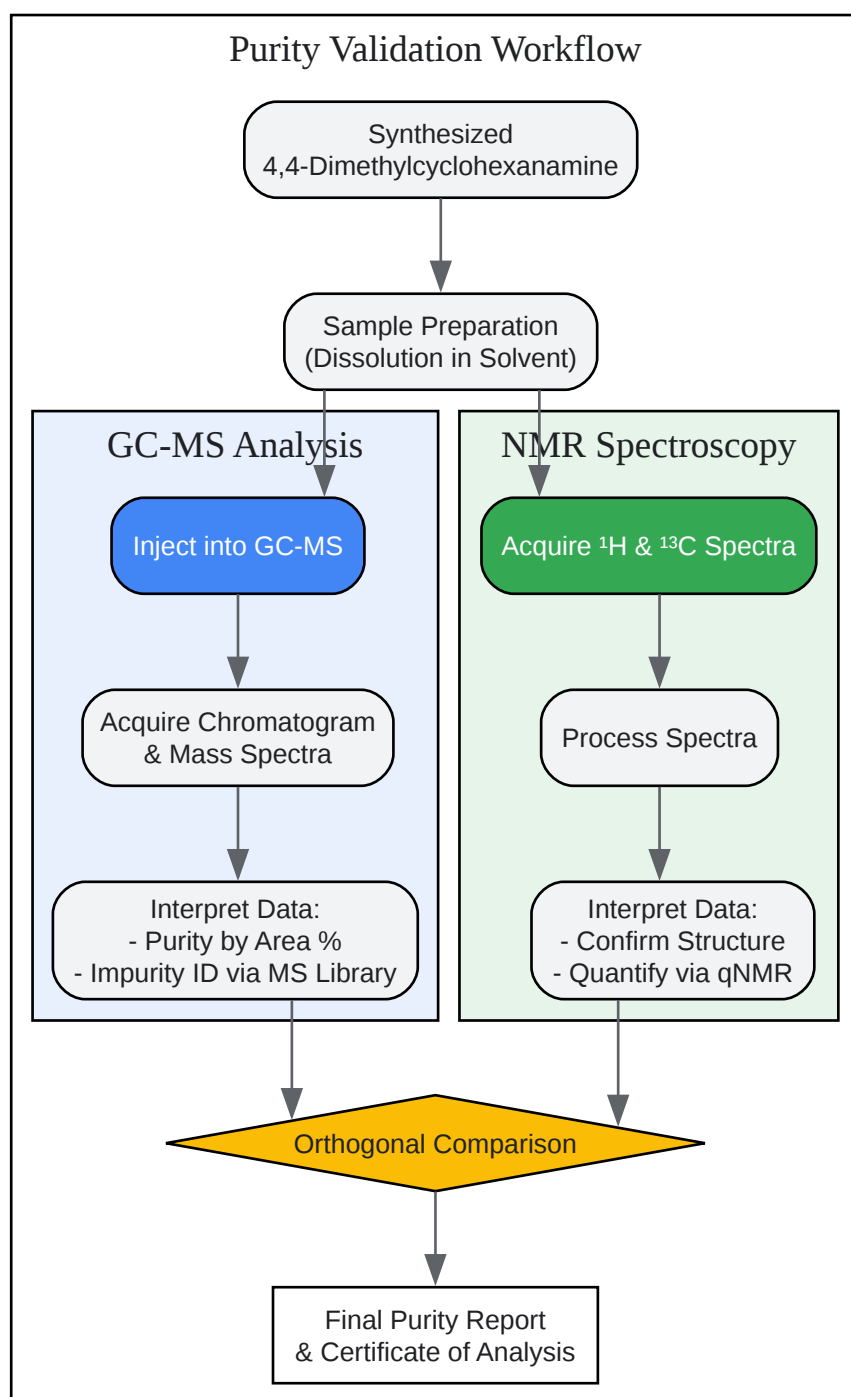 Purity Validation Workflow
Synthesized
4,4-Dimethylcyclohexanamine
Sample Preparation
(Dissolution in Solvent)
GC-MS Analysis
Inject into GC-MS
Acquire Chromatogram
& Mass Spectra
Interpret Data:
- Purity by Area %
- Impurity ID via MS Library
NMR Spectroscopy
Acquire ¹H & ¹³C Spectra
Process Spectra
Interpret Data:
- Confirm Structure
- Quantify via qNMR
Orthogonal Comparison
Final Purity Report
& Certificate of Analysis